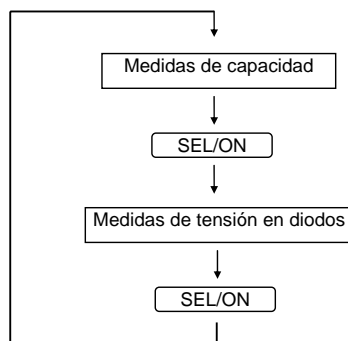 Medidas de capacidad
SEL/ON
Medidas de tensión en diodos
SEL/ON